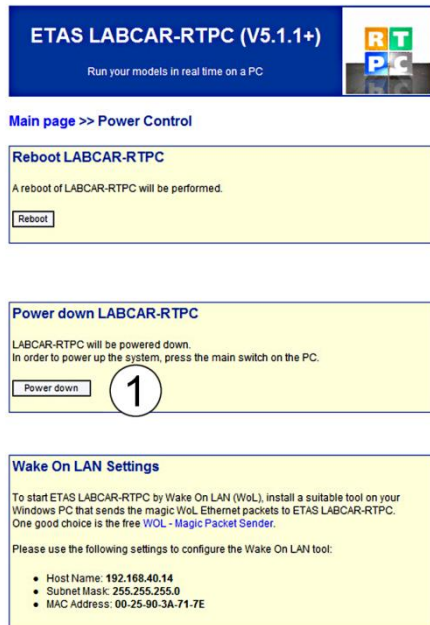 ETAS LABCAR-RTPC (V5.1.1+)
Run your models in real time on a PC
RT
PC
Main page >> Power Control
Reboot LABCAR-RTPC
A reboot of LABCAR-RTPC will be performed.
Reboot
Power down LABCAR-RTPC
LABCAR-RTPC will be powered down.
In order to power up the system, press the main switch on the PC.
Power down
1
Wake On LAN Settings
To start ETAS LABCAR-RTPC by Wake On LAN (WoL), install a suitable tool on your
Windows PC that sends the magic WoL Ethernet packets to ETAS LABCAR-RTPC.
One good choice is the free WOL - Magic Packet Sender.
Please use the following settings to configure the Wake On LAN tool:
• Host Name: 192.168.40.14
• Subnet Mask: 255.255.255.0
• MAC Address: 00-25-90-3A-71-7E